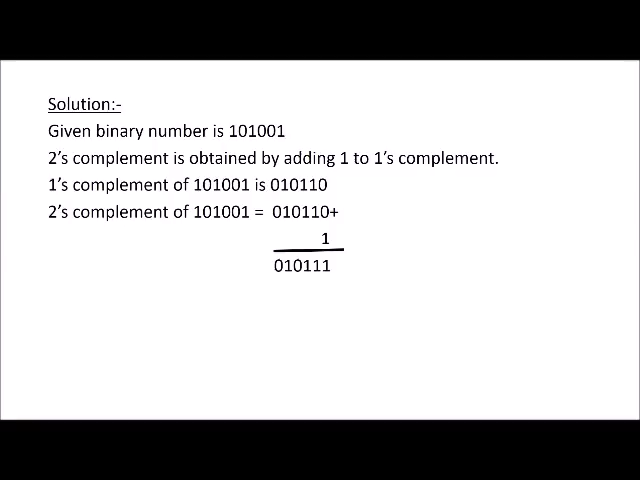 Solution:-
Given binary number is 101001
2’s complement is obtained by adding 1 to 1’s complement.
1’s complement of 101001 is 010110
2’s complement of 101001 = 010110+
1
010111